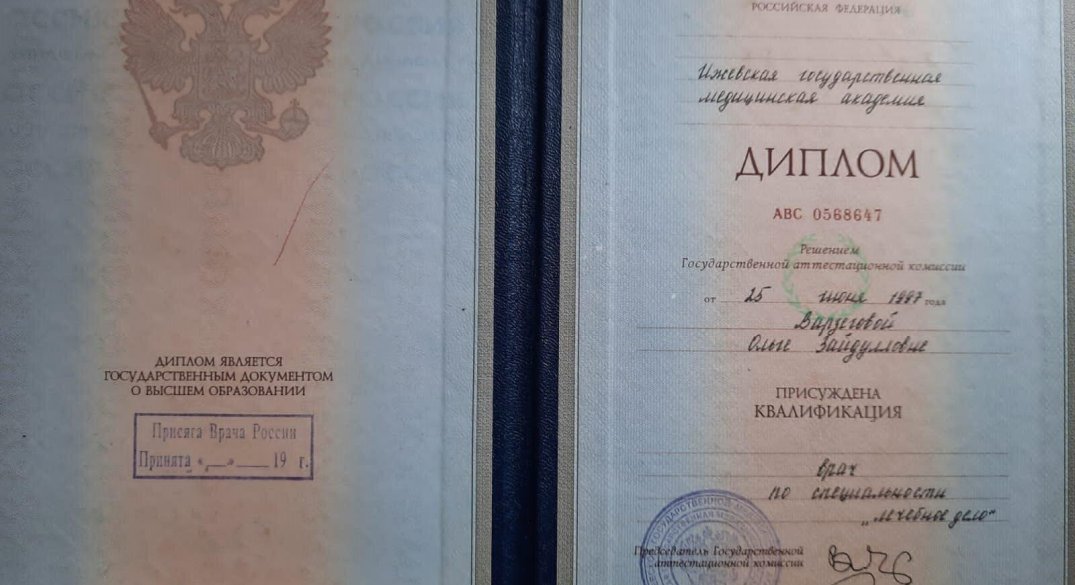 ДИПЛОМ ЯВЛЯЕТСЯ
ГОСУДАРСТВЕННЫМ ДОКУМЕНТОМ
О ВЫСШЕМ ОБРАЗОВАНИИ
Присяга Врача России
Принята „__“ ____ 19 г.
РОССИЙСКАЯ ФЕДЕРАЦИЯ
Ижевская государственная
медицинская академия
ДИПЛОМ
АВС 0568647
Решением
Государственной аттестационной комиссии
от 25 июня 1997 года
Варзеговой
Ольге Зайдулловне
ПРИСУЖДЕНА
КВАЛИФИКАЦИЯ
врач
по специальности
„лечебное дело“
Председатель Государственной
аттестационной комиссии